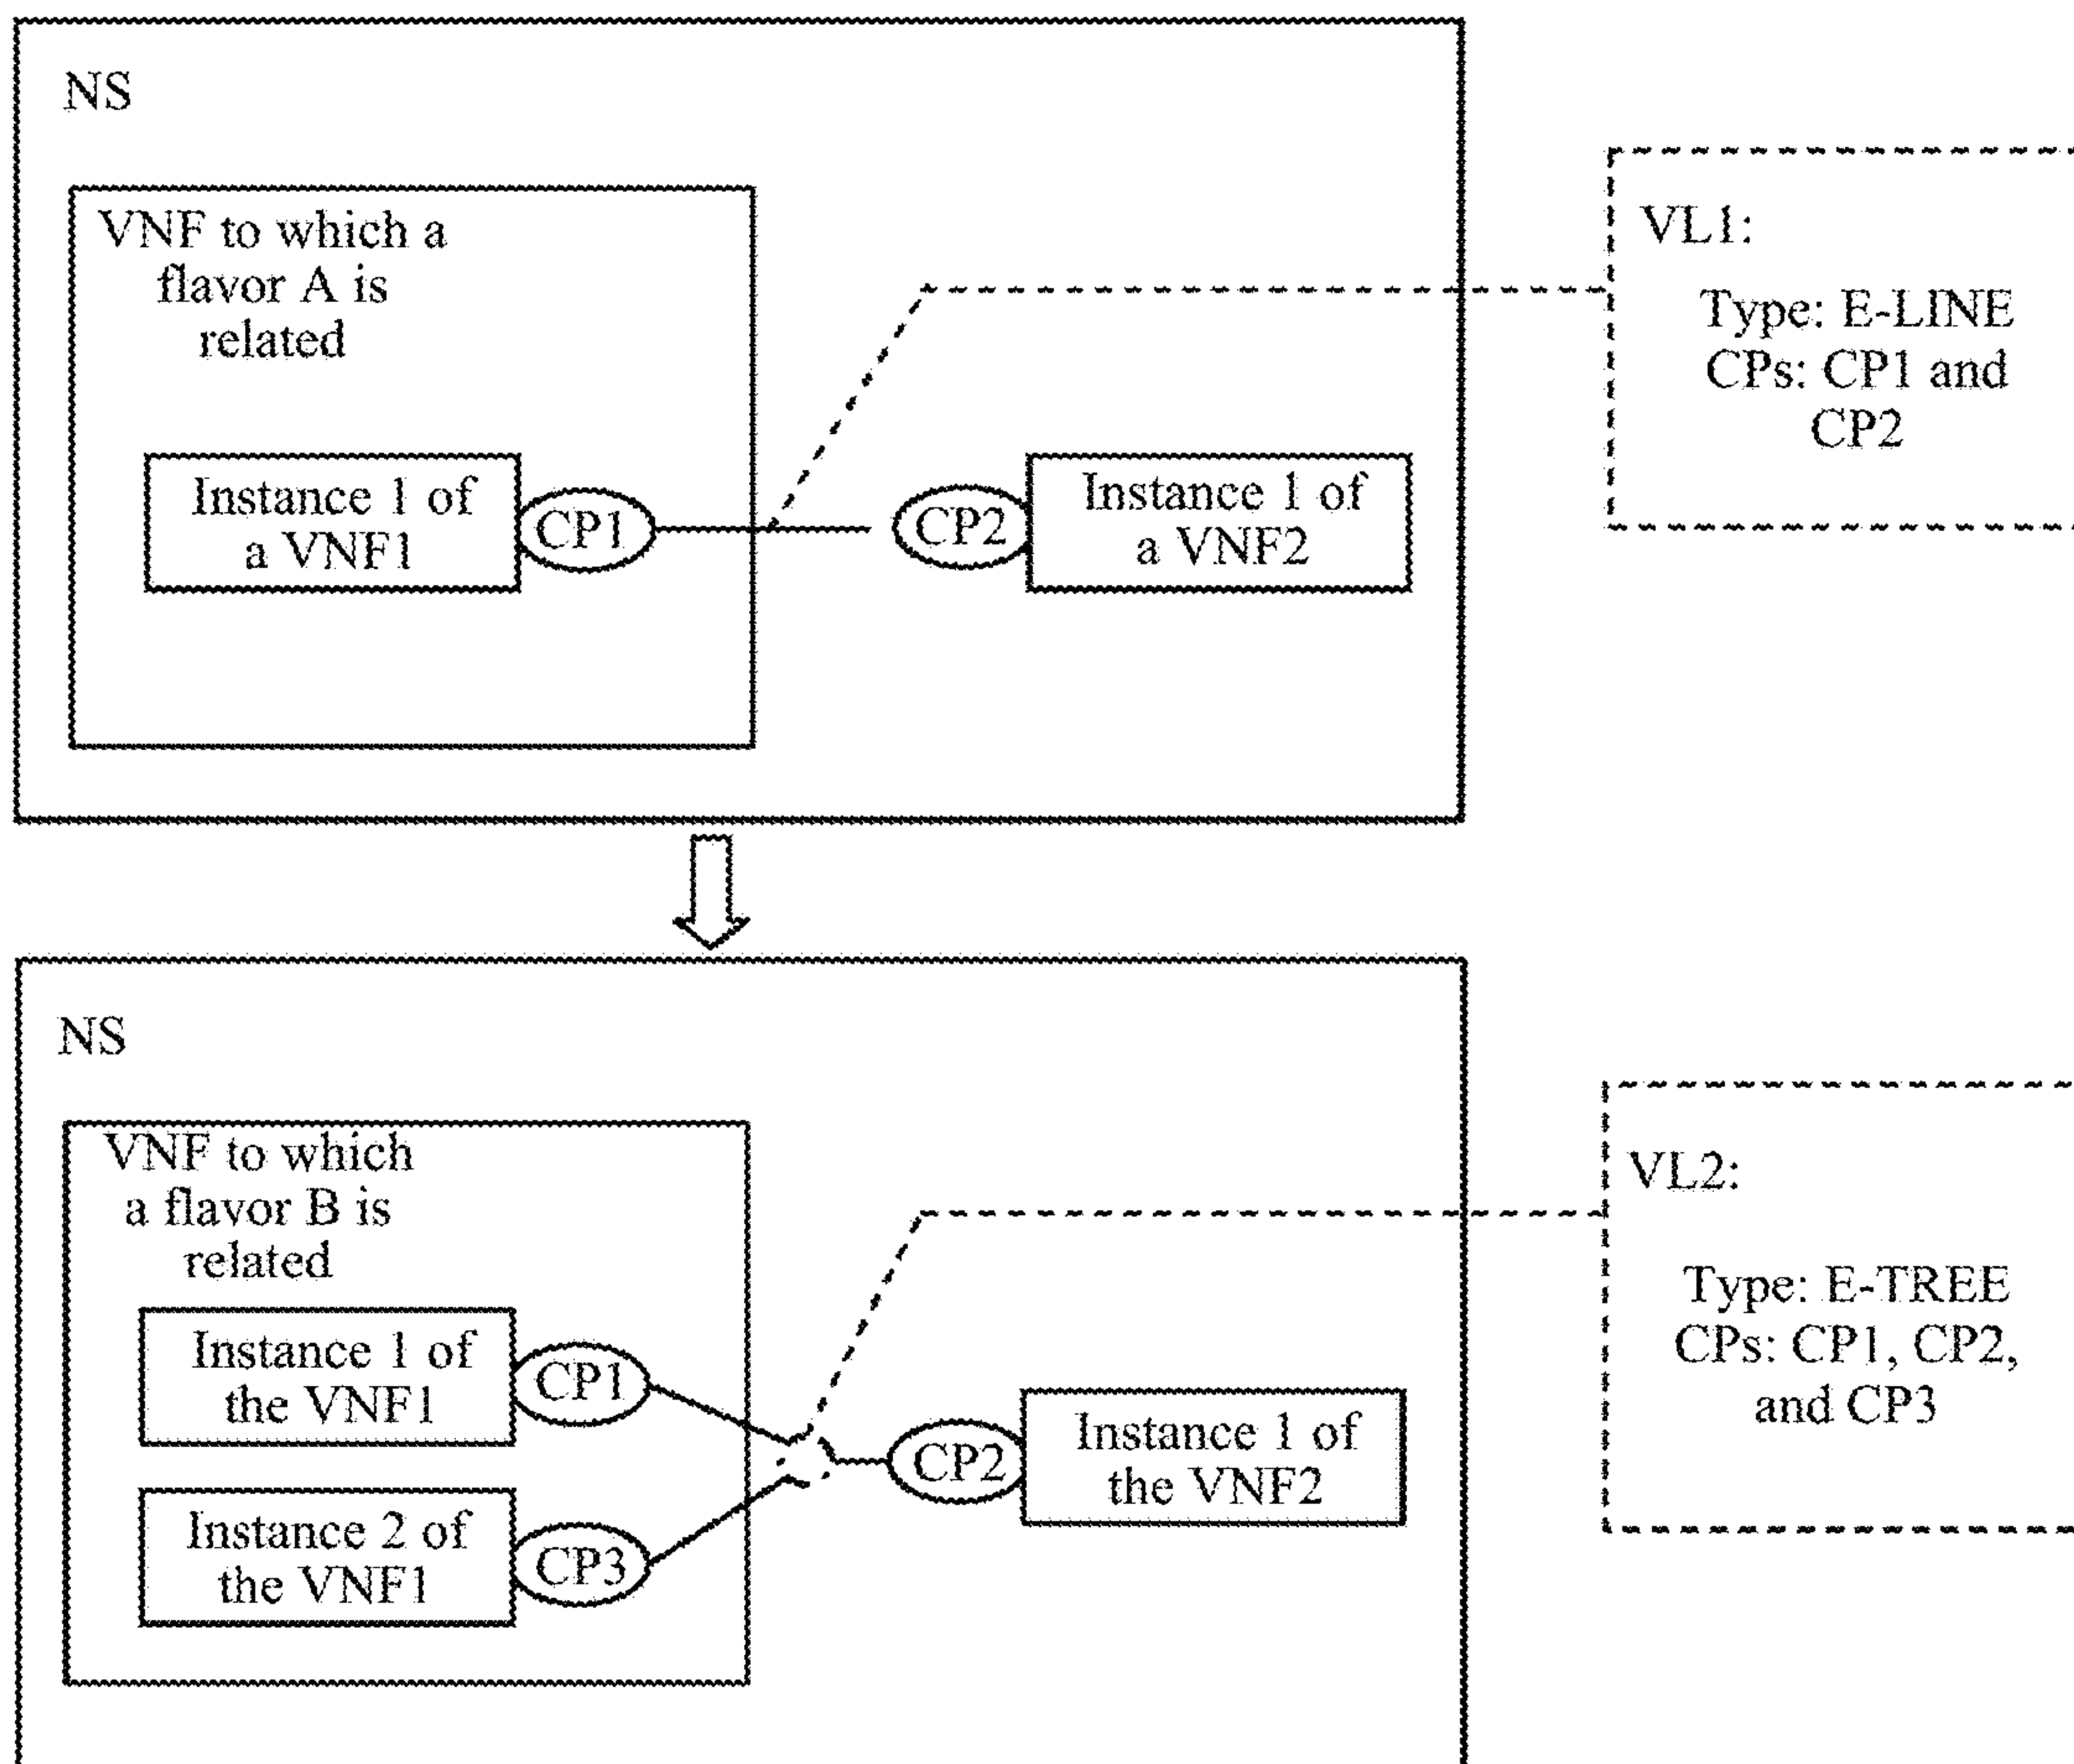 NS
VNF to which a
flavor A is
related
Instance 1 of
a VNF1
CP1
CP2
Instance 1 of
a VNF2
VL1:
Type: E-LINE
CPs: CP1 and
CP2
NS
VNF to which
a flavor B is
related
Instance 1 of
the VNF1
CP1
Instance 2 of
the VNF1
CP3
CP2
Instance 1 of
the VNF2
VL2:
Type: E-TREE
CPs: CP1, CP2,
and CP3